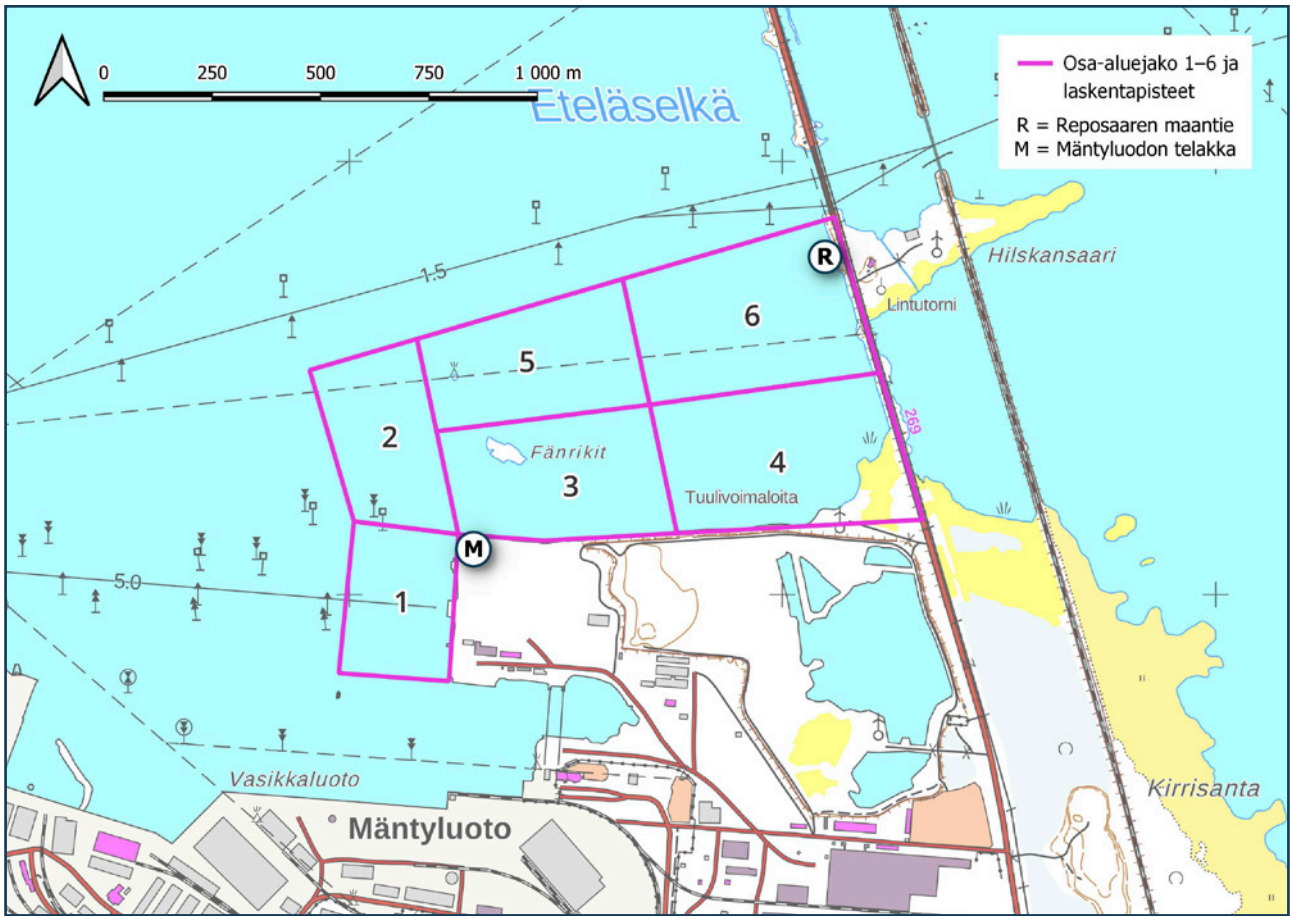 0 250 500 750 1 000 m
Eteläselkä
Osa-aluejako 1–6 ja
laskentapisteet
R = Reposaaren maantie
M = Mäntyluodon telakka
1.5
R
Hilskansaari
Lintutorni
6
5
269
2
Fänrikit
3
4
Tuulivoimaloita
M
5.0
1
A
Vasikkaluoto
Kirrisanta
Mäntyluoto